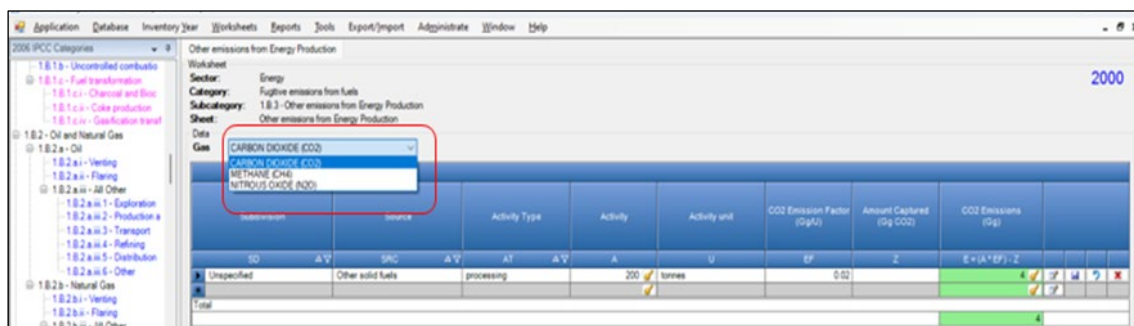 Application Database Inventory Year Worksheets Reports Tools Export/Import Administrate Window Help
2006 IPCC Categories
1.B.1.b - Uncontrolled combustio
1.B.1.c - Fuel transformation
1.B.1.c.i - Charcoal and Bioc
1.B.1.c.ii - Coke production
1.B.1.c.iv - Gasification transf
1.B.2 - Oil and Natural Gas
1.B.2.a - Oil
1.B.2.a.i - Venting
1.B.2.a.ii - Flaring
1.B.2.a.iii - All Other
1.B.2.a.iii.1 - Exploration
1.B.2.a.iii.2 - Production a
1.B.2.a.iii.3 - Transport
1.B.2.a.iii.4 - Refining
1.B.2.a.iii.5 - Distribution
1.B.2.a.iii.6 - Other
1.B.2.b - Natural Gas
1.B.2.b.i - Venting
1.B.2.b.ii - Flaring
1.B.2.b.iii - All Other
Other emissions from Energy Production
Worksheet
Sector: Energy
2000
Category: Fugitive emissions from fuels
Subcategory: 1.B.3 - Other emissions from Energy Production
Sheet: Other emissions from Energy Production
Data
Gas CARBON DIOXIDE (CO2)
CARBON DIOXIDE (CO2)
METHANE (CH4)
NITROUS OXIDE (N2O)
Subdivision Source Activity Type Activity Activity unit CO2 Emission Factor (Gg/U) Amount Captured (Gg CO2) CO2 Emissions (Gg)
SD SRC AT A U EF Z E = (A * EF) - Z
Unspecified Other solid fuels processing 200 tonnes 0.02 4
Total
4